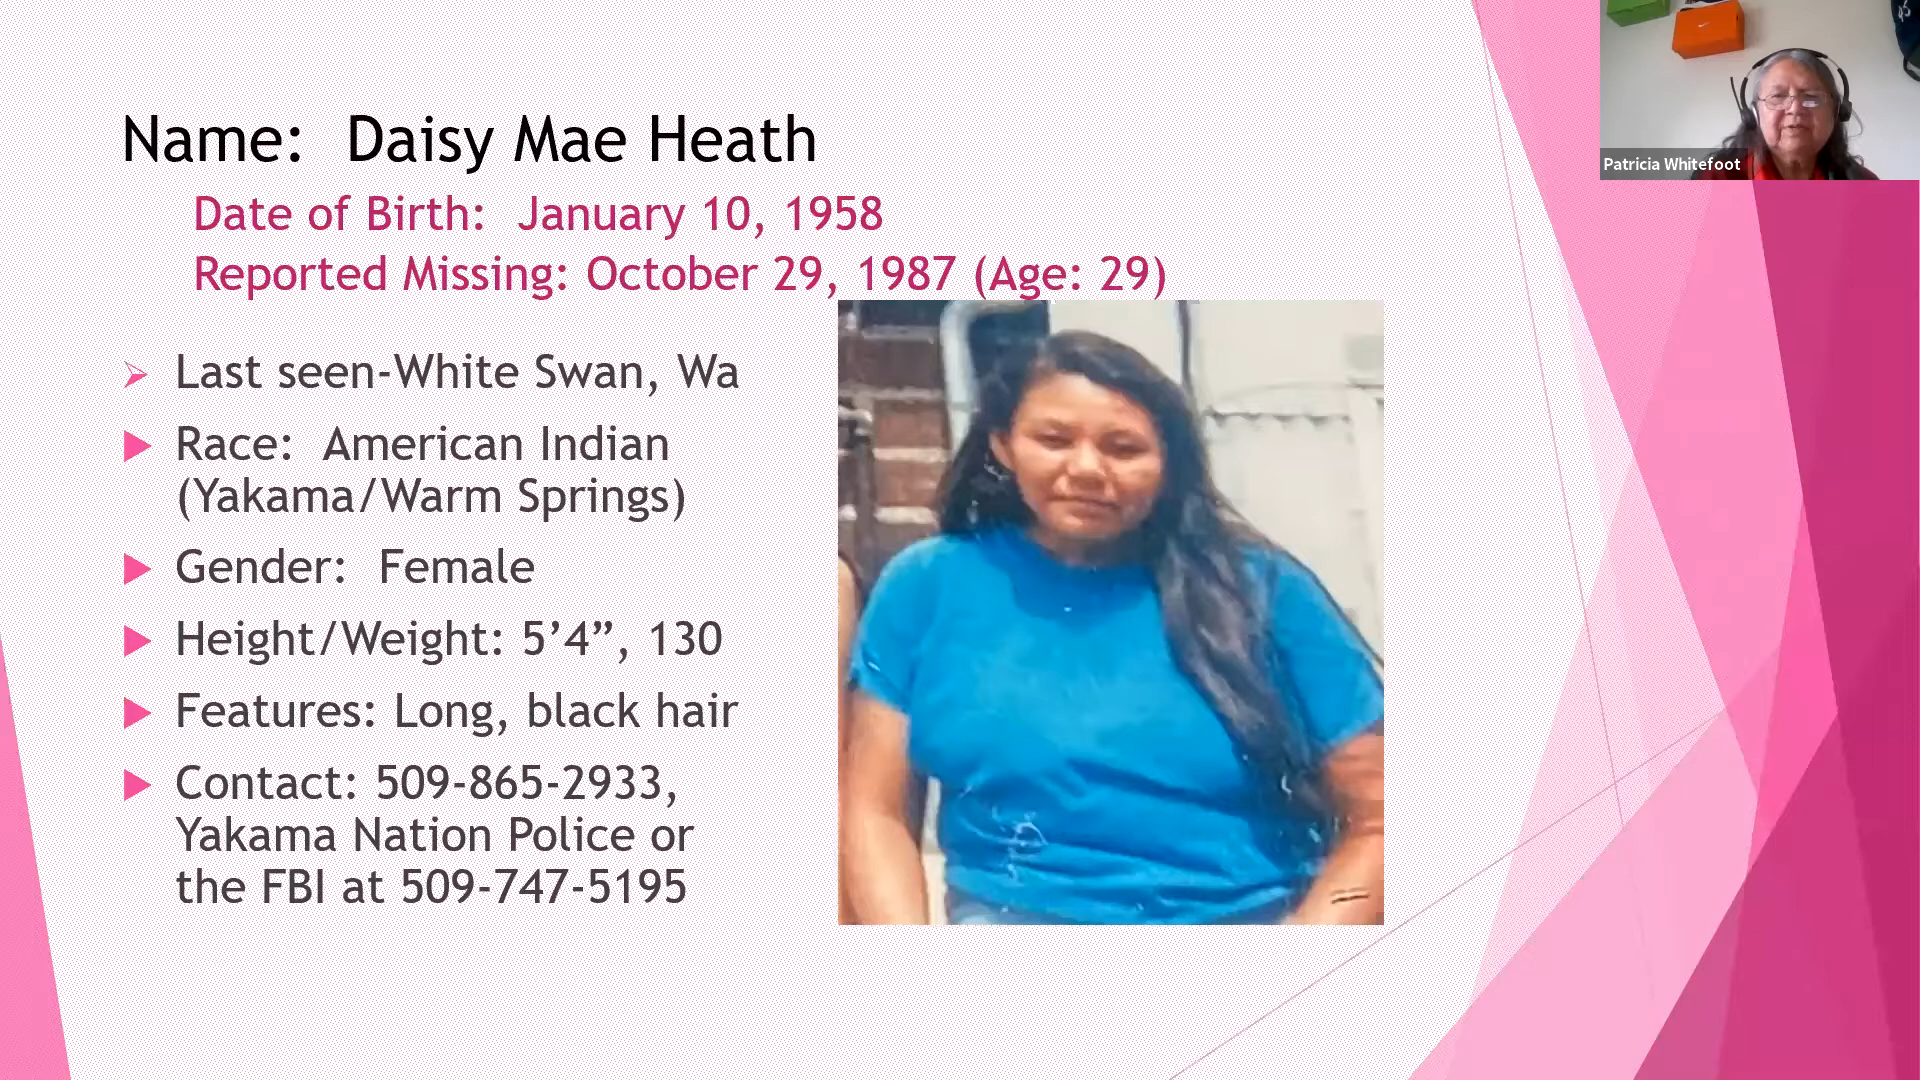 Name: Daisy Mae Heath
Date of Birth: January 10, 1958
Reported Missing: October 29, 1987 (Age: 29)
Last seen-White Swan, Wa
Race: American Indian
(Yakama/Warm Springs)
Gender: Female
Height/Weight: 5’4”, 130
Features: Long, black hair
Contact: 509-865-2933,
Yakama Nation Police or
the FBI at 509-747-5195
Patricia Whitefoot